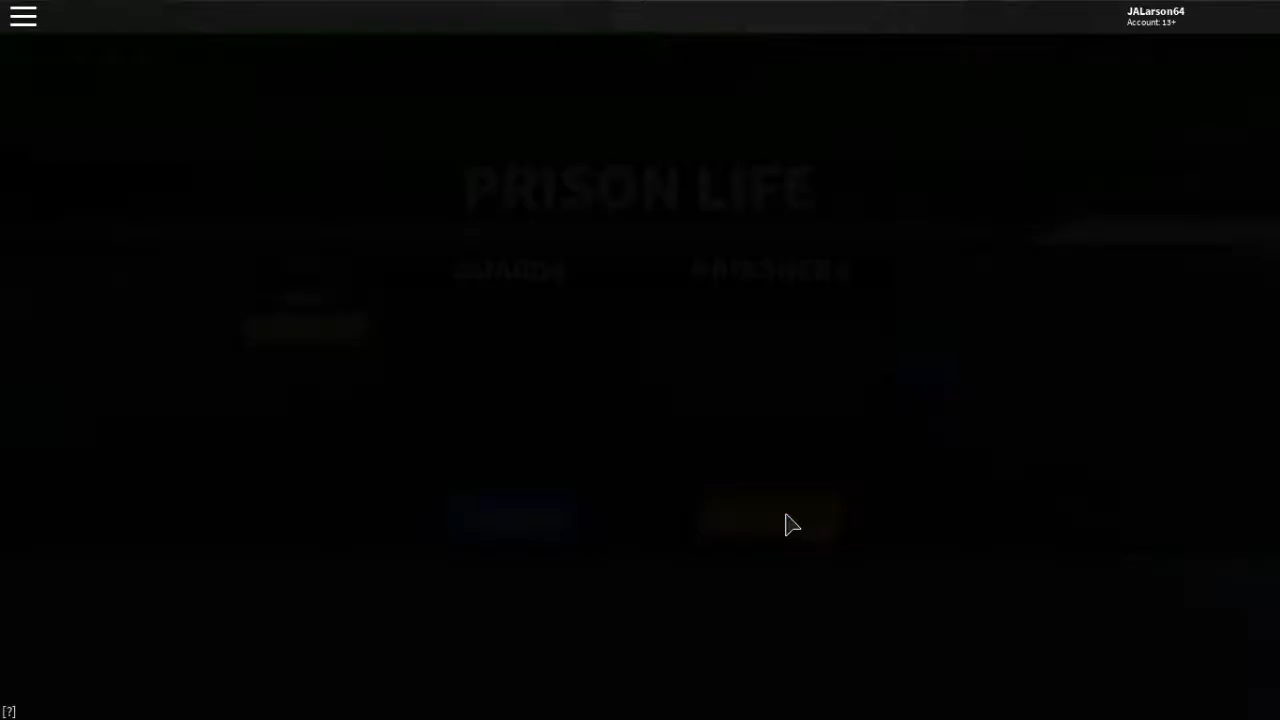 JALarson64
Account: 13+
PRISON LIFE
GUARDS
PRISONERS
[?]